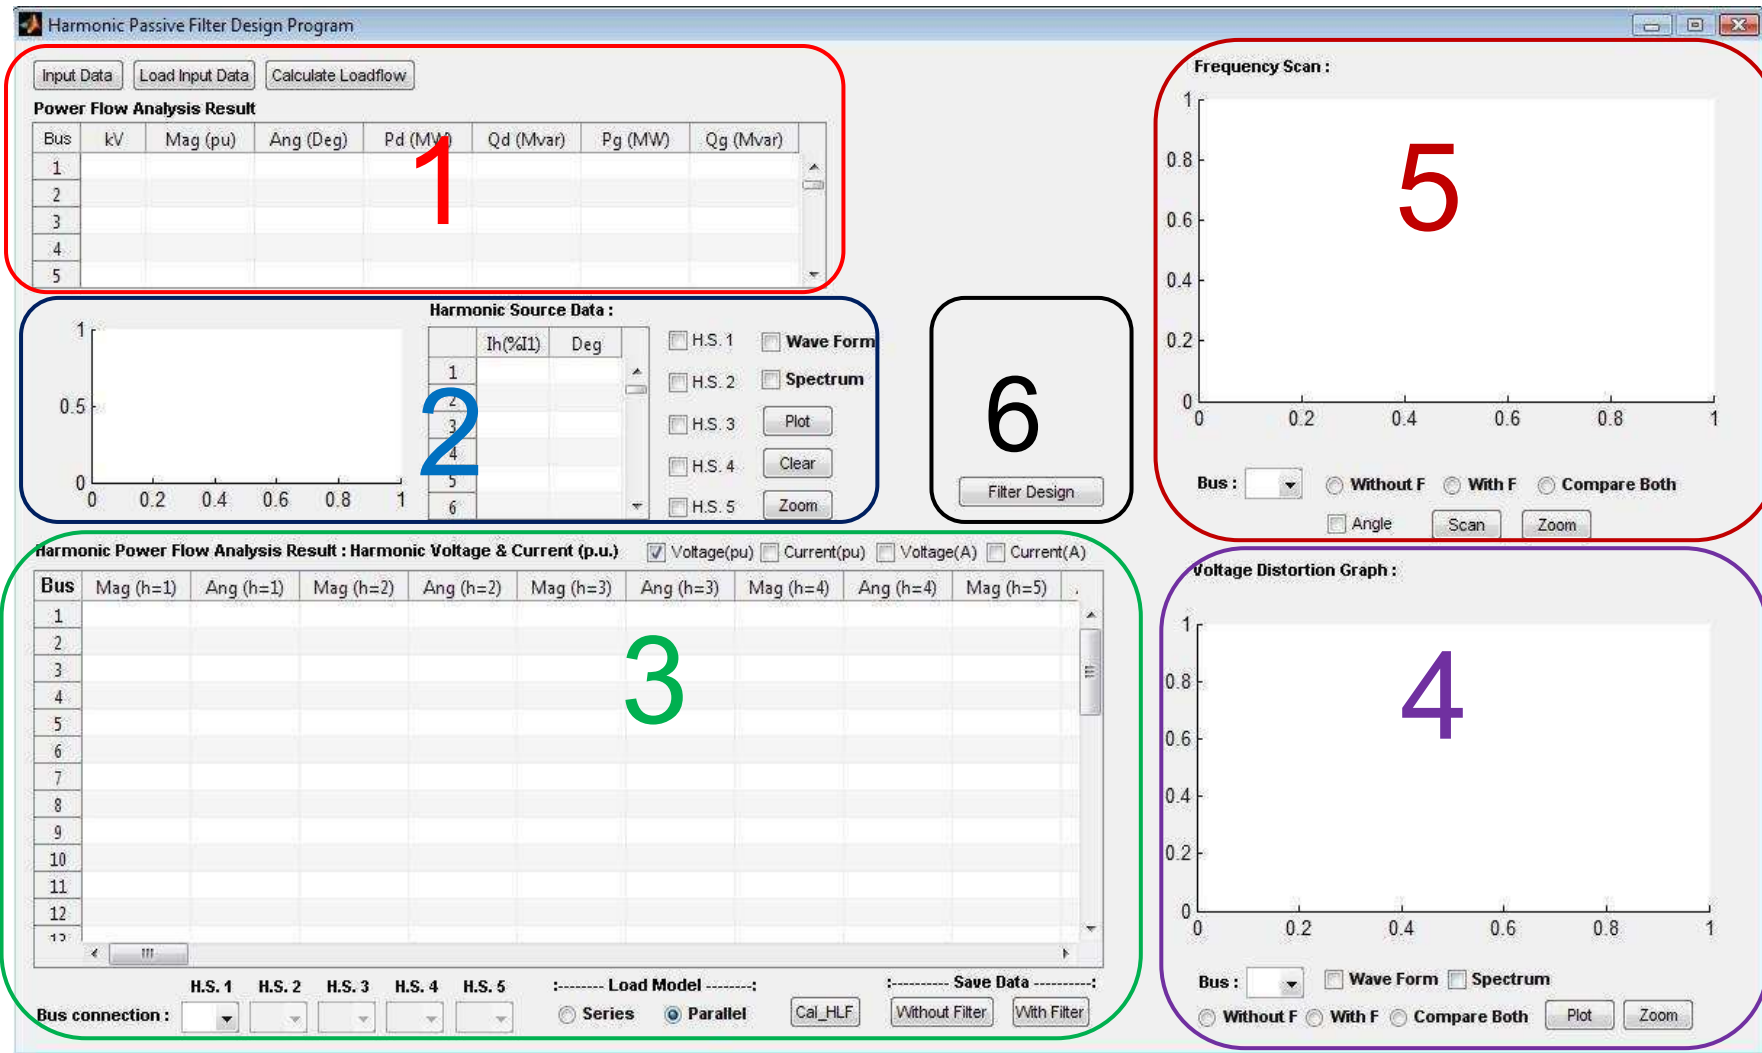 Harmonic Passive Filter Design Program
Input Data Load Input Data Calculate Loadflow
Power Flow Analysis Result
Bus kV Mag (pu) Ang (Deg) Pd (MW) Qd (Mvar) Pg (MW) Qg (Mvar)
1
2
3
4
5
1
Harmonic Source Data :
Ih(%I1) Deg
1
2
3
4
5
6
1
0.5
0
0 0.2 0.4 0.6 0.8 1
H.S. 1
H.S. 2
H.S. 3
H.S. 4
H.S. 5
Wave Form
Spectrum
Plot
Clear
Zoom
2
6
Filter Design
Harmonic Power Flow Analysis Result : Harmonic Voltage & Current (p.u.) Voltage(pu) Current(pu) Voltage(A) Current(A)
Bus Mag (h=1) Ang (h=1) Mag (h=2) Ang (h=2) Mag (h=3) Ang (h=3) Mag (h=4) Ang (h=4) Mag (h=5)
1
2
3
4
5
6
7
8
9
10
11
12
13
3
H.S. 1 H.S. 2 H.S. 3 H.S. 4 H.S. 5 :-------- Load Model --------: :---------- Save Data ----------:
Bus connection : Series Parallel Cal_HLF Without Filter With Filter
Frequency Scan :
1
0.8
0.6
0.4
0.2
0
0 0.2 0.4 0.6 0.8 1
5
Bus : Without F With F Compare Both
Angle Scan Zoom
Voltage Distortion Graph :
1
0.8
0.6
0.4
0.2
0
0 0.2 0.4 0.6 0.8 1
4
Bus : Wave Form Spectrum
Without F With F Compare Both Plot Zoom